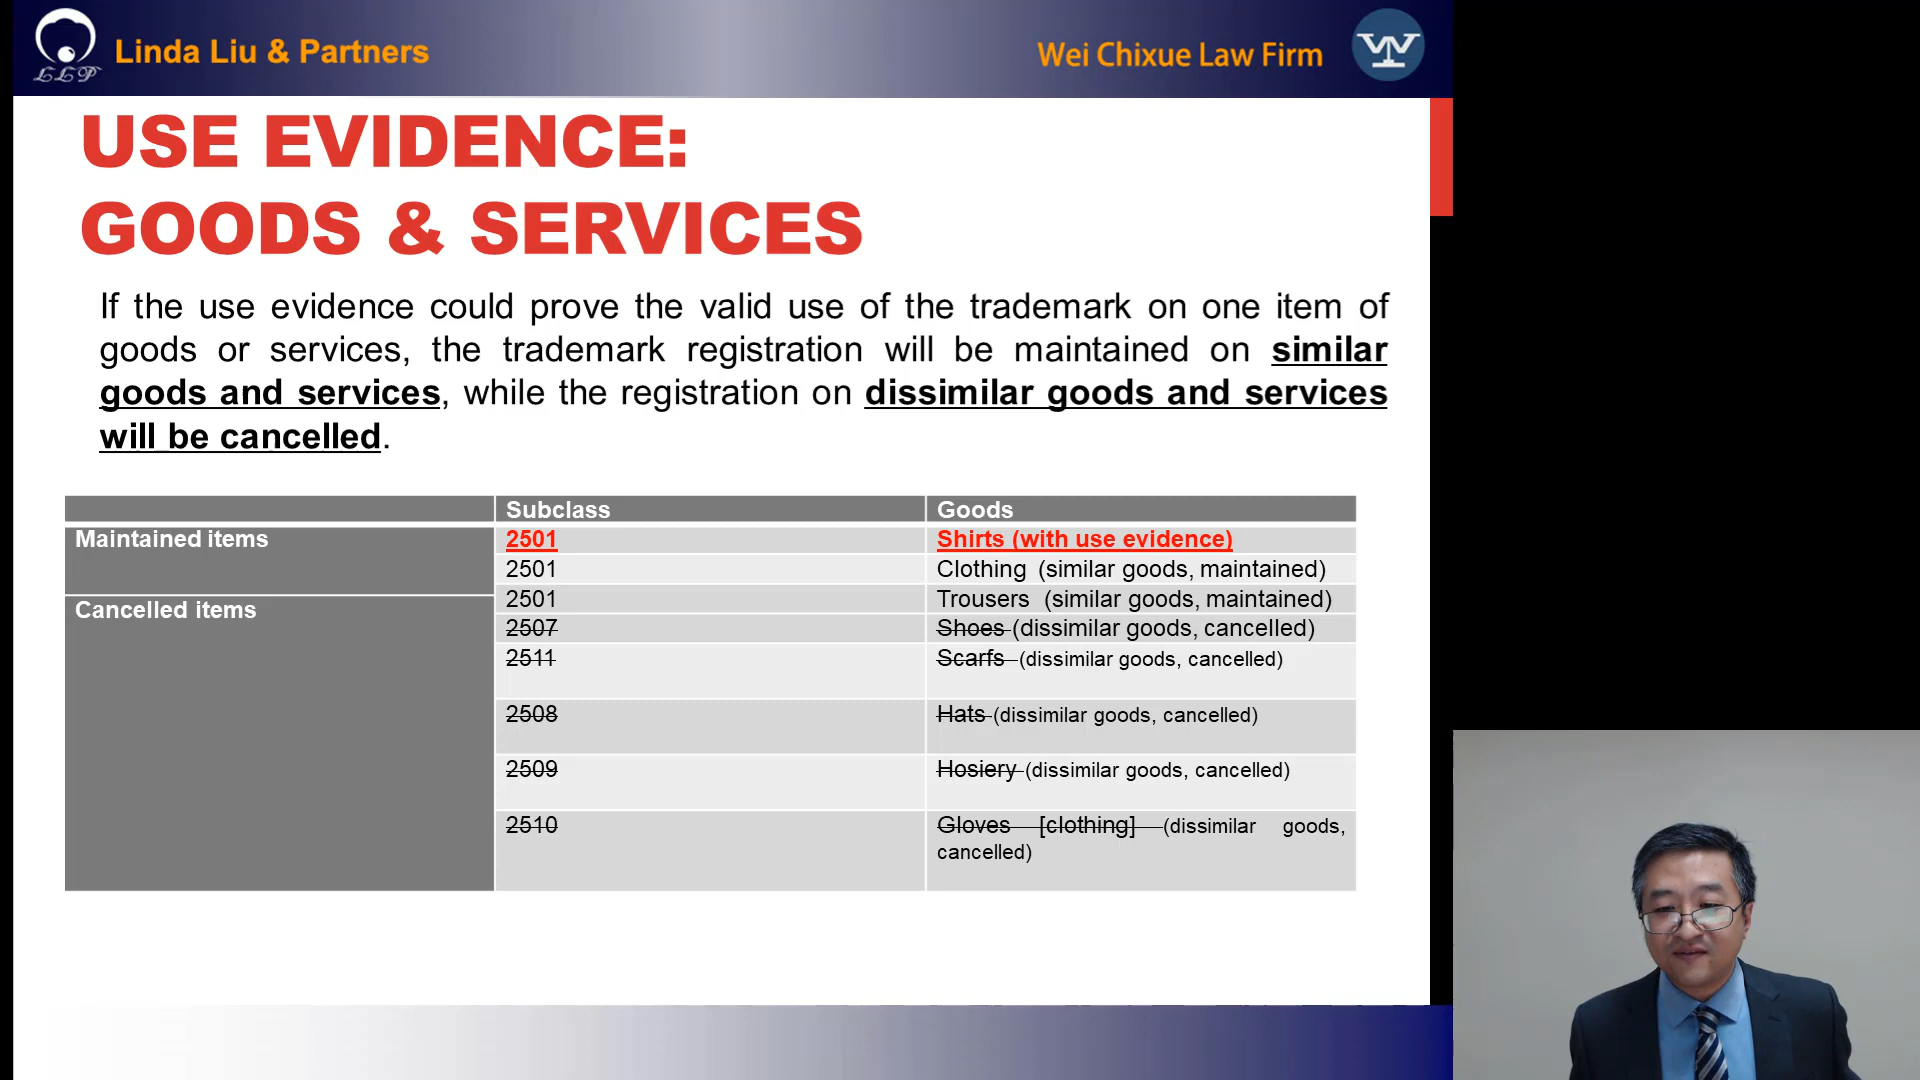 LLP
Linda Liu & Partners
Wei Chixue Law Firm
USE EVIDENCE:
GOODS & SERVICES
If the use evidence could prove the valid use of the trademark on one item of
goods or services, the trademark registration will be maintained on similar
goods and services, while the registration on dissimilar goods and services
will be cancelled.
Subclass Goods
Maintained items 2501 Shirts (with use evidence)
2501 Clothing (similar goods, maintained)
2501 Trousers (similar goods, maintained)
Cancelled items
2507 Shoes (dissimilar goods, cancelled)
2511 Scarfs (dissimilar goods, cancelled)
2508 Hats (dissimilar goods, cancelled)
2509 Hosiery (dissimilar goods, cancelled)
2510 Gloves [clothing] (dissimilar goods,
cancelled)